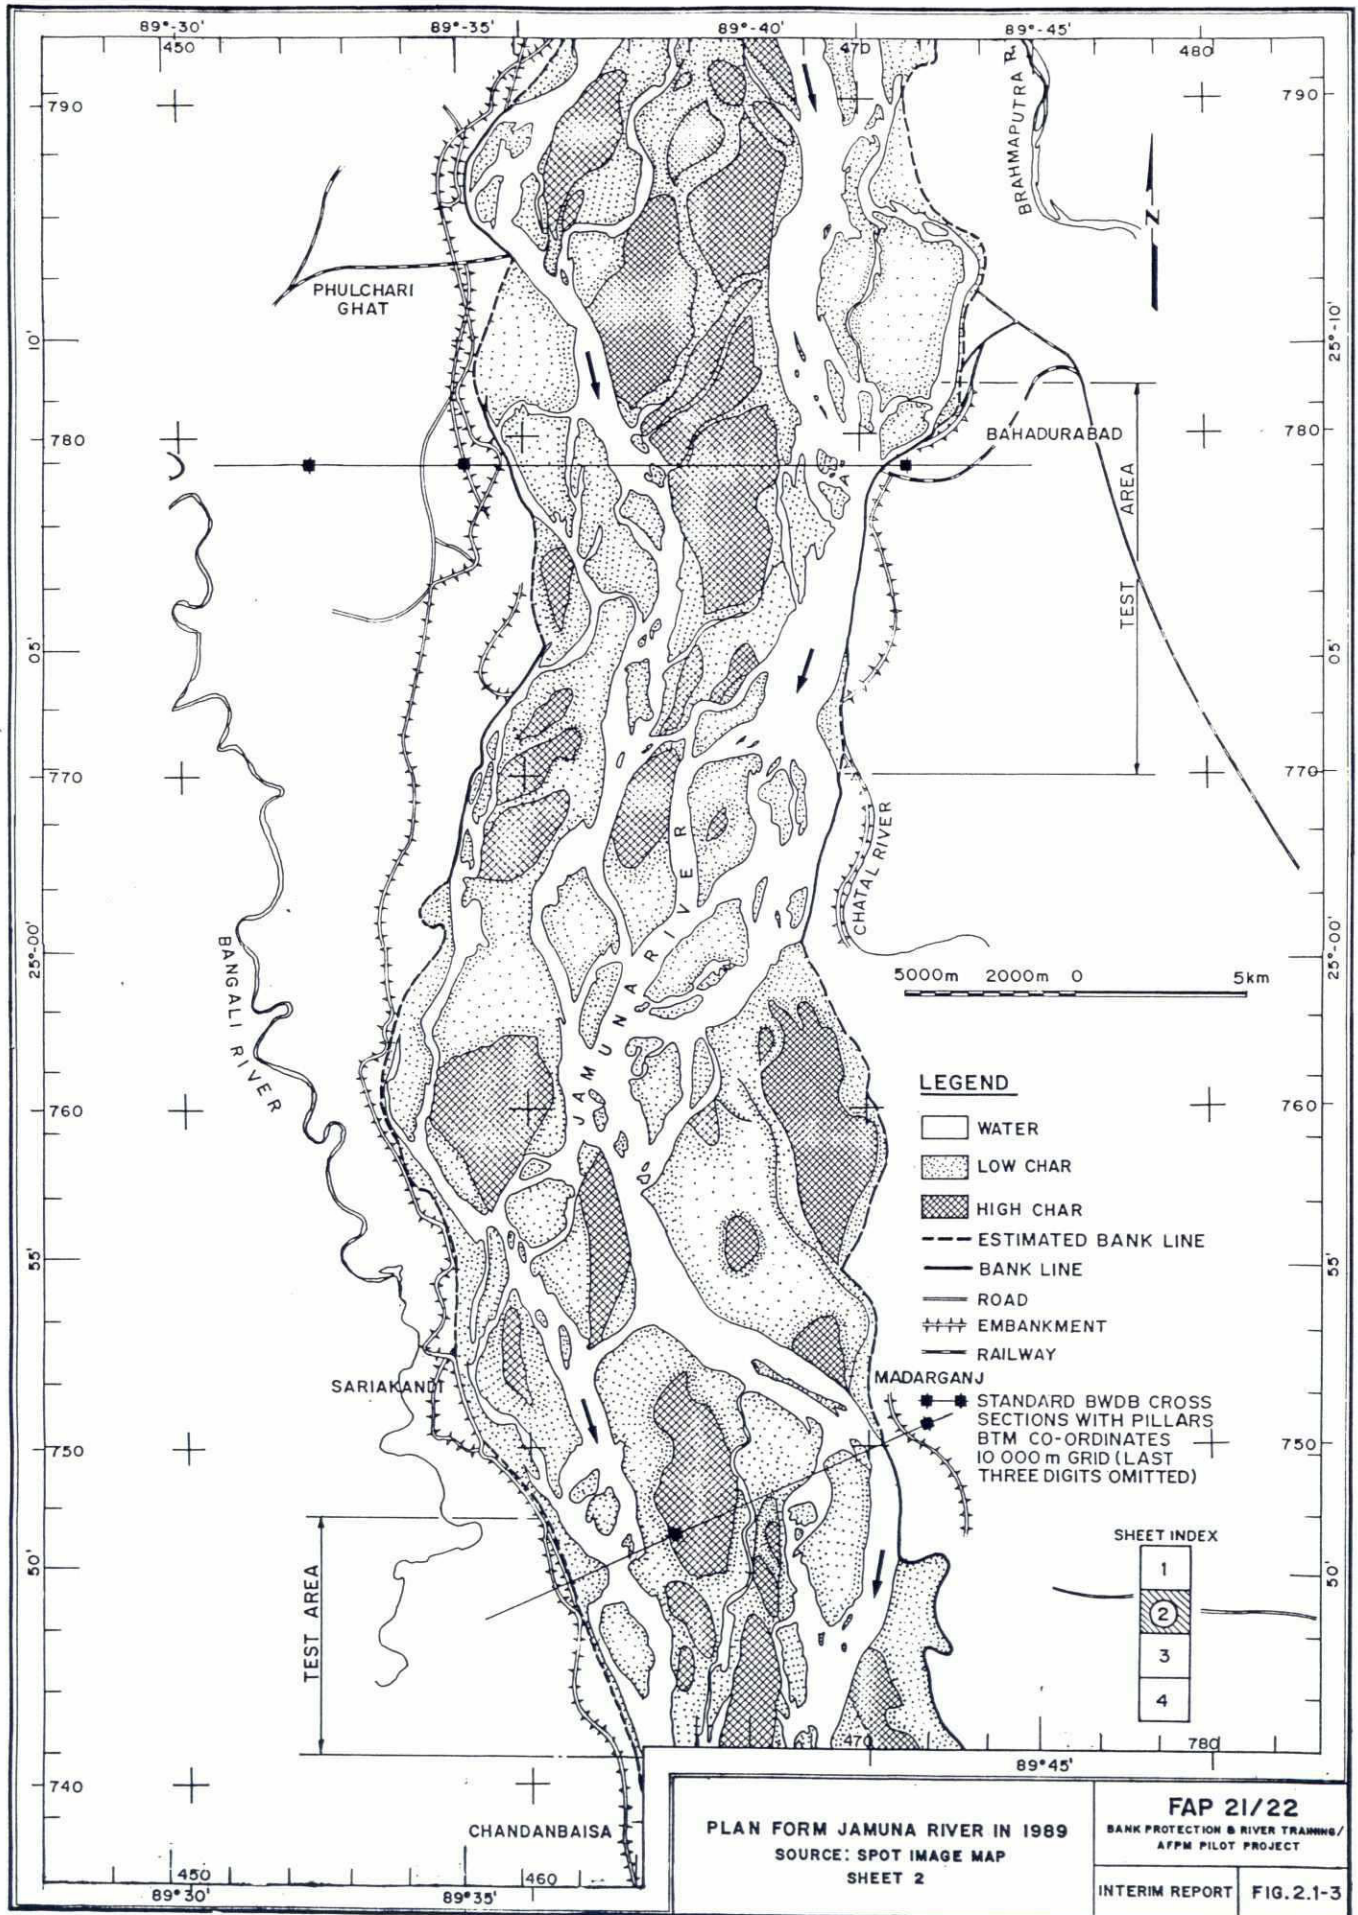 89°-30'
89°-35'
89°-40'
89°-45'
450
470
480
790
790
BRAHMAPUTRA R.
N
PHULCHARI
GHAT
10'
25°-10'
780
780
BAHADURABAD
TEST AREA
05'
05'
770
770
CHATAL RIVER
BANGALI RIVER
JAMUNA RIVER
25°-00'
25°-00'
5000m 2000m 0 5km
LEGEND
WATER
LOW CHAR
HIGH CHAR
ESTIMATED BANK LINE
BANK LINE
ROAD
EMBANKMENT
RAILWAY
760
760
55'
55'
MADARGANJ
STANDARD BWDB CROSS
SECTIONS WITH PILLARS
BTM CO-ORDINATES
10 000 m GRID (LAST
THREE DIGITS OMITTED)
SARIAKANDI
750
750
SHEET INDEX
1
2
3
4
50'
50'
TEST AREA
740
470
780
89°45'
CHANDANBAISA
450
460
89°30'
89°35'
PLAN FORM JAMUNA RIVER IN 1989
SOURCE: SPOT IMAGE MAP
SHEET 2
FAP 21/22
BANK PROTECTION & RIVER TRAINING/
AFPM PILOT PROJECT
INTERIM REPORT
FIG.2.1-3